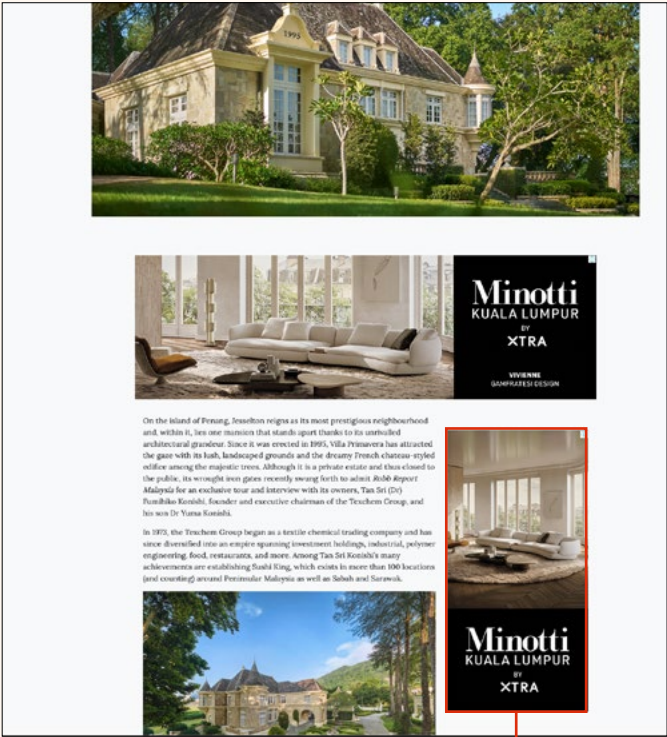 1995
Minotti
KUALA LUMPUR
BY
XTRA
VIVIENNE
GAMFRATESI DESIGN
On the island of Penang, Jesselton reigns as its most prestigious neighbourhood
and, within it, lies one mansion that stands apart thanks to its unrivalled
architectural grandeur. Since it was erected in 1995, Villa Primavera has attracted
the gaze with its lush, landscaped grounds and the dreamy French chateau-styled
edifice among the majestic trees. Although it is a private estate and thus closed to
the public, its wrought iron gates recently swung forth to admit Robb Report
Malaysia for an exclusive tour and interview with its owners, Tan Sri (Dr)
Fumihiko Konishi, founder and executive chairman of the Texchem Group, and
his son Dr Yuma Konishi.
In 1973, the Texchem Group began as a textile chemical trading company and has
since diversified into an empire spanning investment holdings, industrial, polymer
engineering, food, restaurants, and more. Among Tan Sri Konishi's many
achievements are establishing Sushi King, which exists in more than 100 locations
(and counting) around Peninsular Malaysia as well as Sabah and Sarawak.
Minotti
KUALA LUMPUR
BY
XTRA